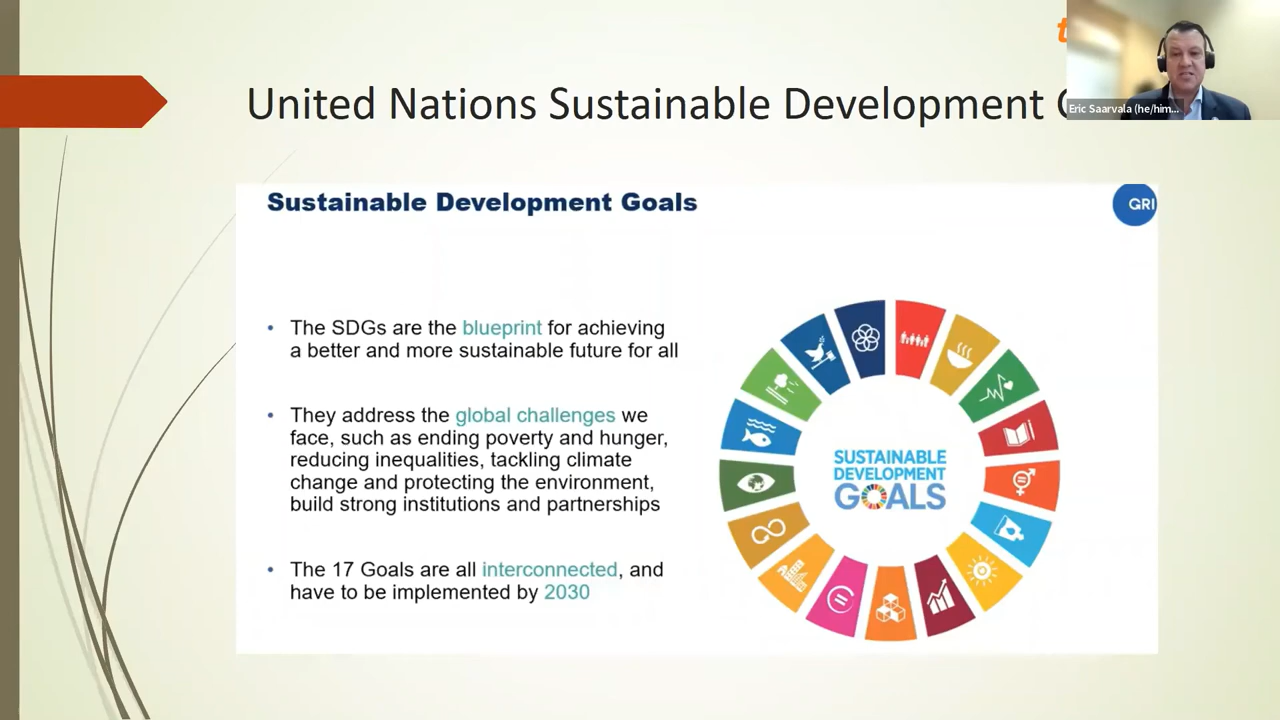 United Nations Sustainable Development
Eric Saarvala (he/him...
Sustainable Development Goals
GRI
• The SDGs are the blueprint for achieving
a better and more sustainable future for all
• They address the global challenges we
face, such as ending poverty and hunger,
reducing inequalities, tackling climate
change and protecting the environment,
build strong institutions and partnerships
• The 17 Goals are all interconnected, and
have to be implemented by 2030
SUSTAINABLE
DEVELOPMENT
GOALS